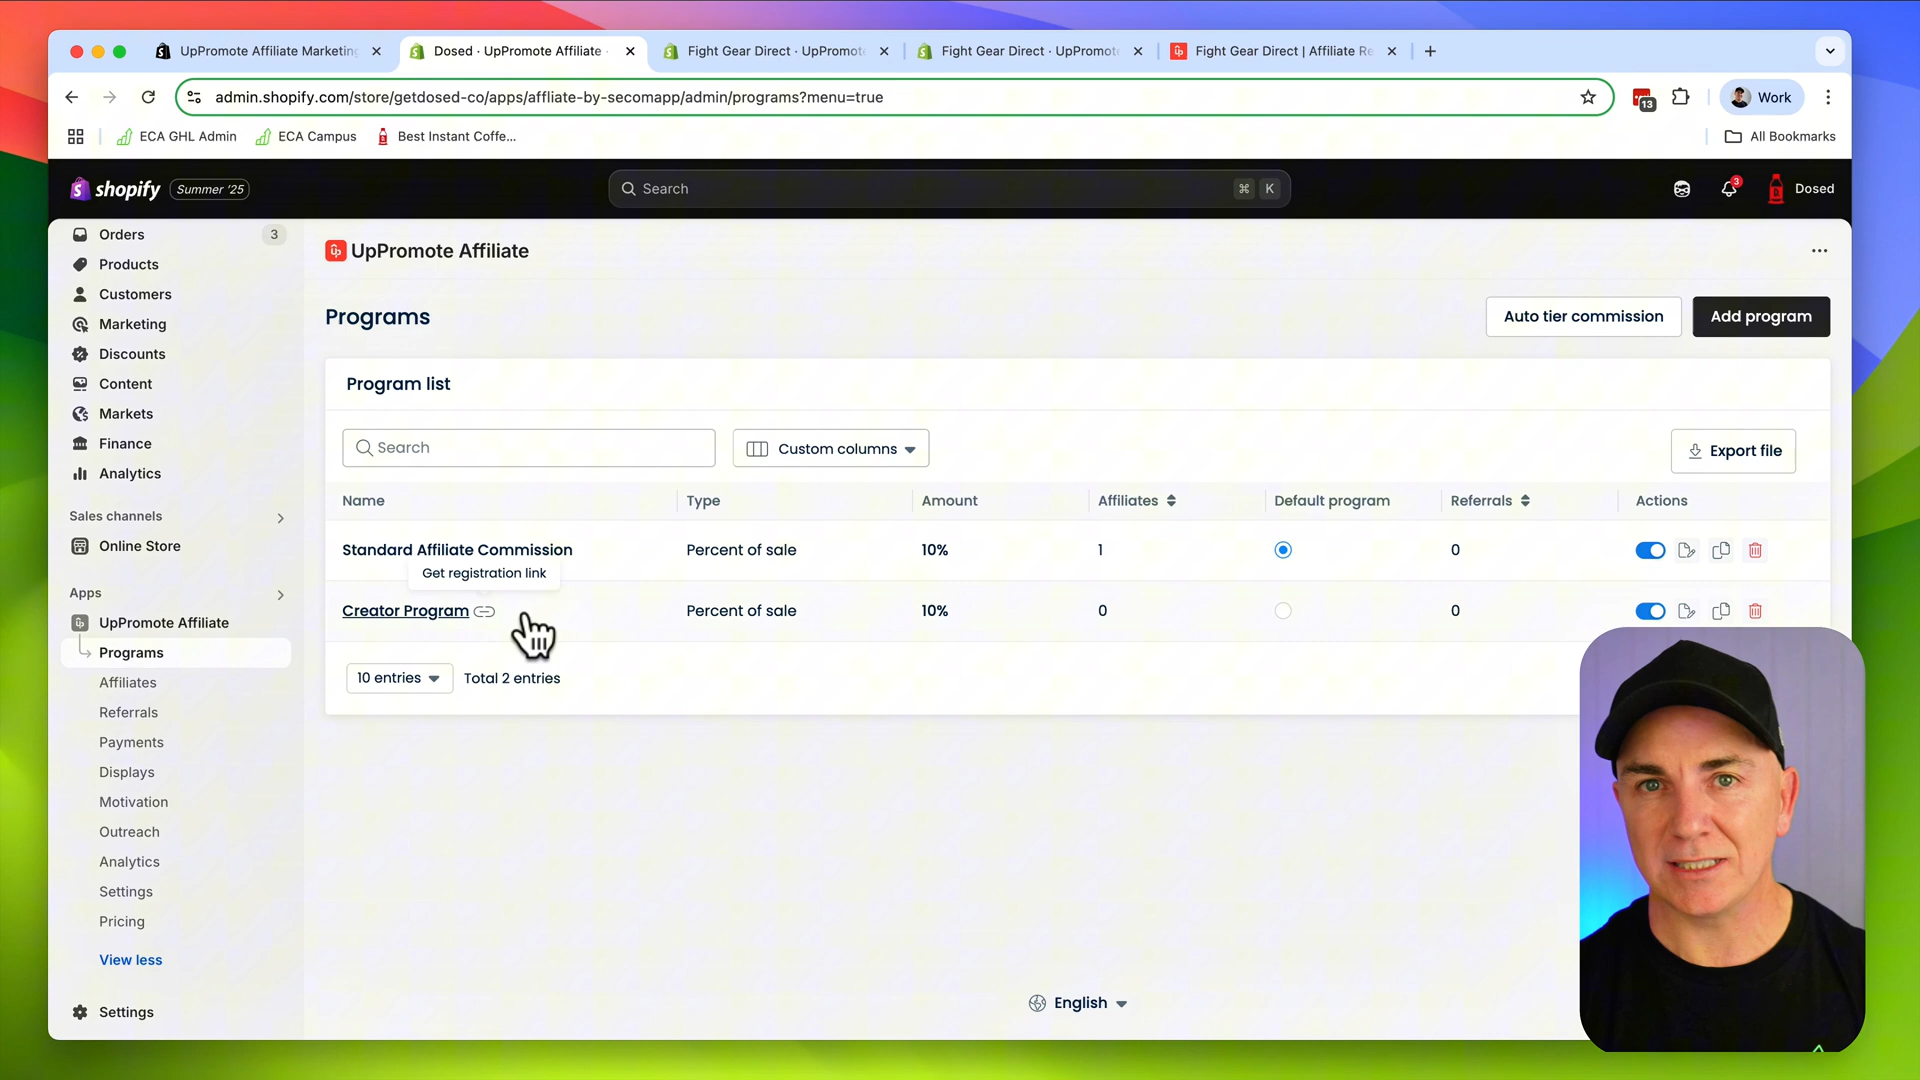 UpPromote Affiliate Marketing
Dosed · UpPromote Affiliate ·
Fight Gear Direct · UpPromote
Fight Gear Direct · UpPromote
Fight Gear Direct | Affiliate Re
admin.shopify.com/store/getdosed-co/apps/affliate-by-secomapp/admin/programs?menu=true
13
Work
ECA GHL Admin
ECA Campus
Best Instant Coffe...
All Bookmarks
shopify
Summer '25
Search
⌘ K
3
Dosed
Orders 3
Products
Customers
Marketing
Discounts
Content
Markets
Finance
Analytics
Sales channels
Online Store
Apps
UpPromote Affiliate
Programs
Affiliates
Referrals
Payments
Displays
Motivation
Outreach
Analytics
Settings
Pricing
View less
Settings
UpPromote Affiliate
Programs
Auto tier commission
Add program
Program list
Search
Custom columns
Export file
Name Type Amount Affiliates Default program Referrals Actions
Standard Affiliate Commission Percent of sale 10% 1 0
Get registration link
Creator Program Percent of sale 10% 0 0
10 entries
Total 2 entries
English